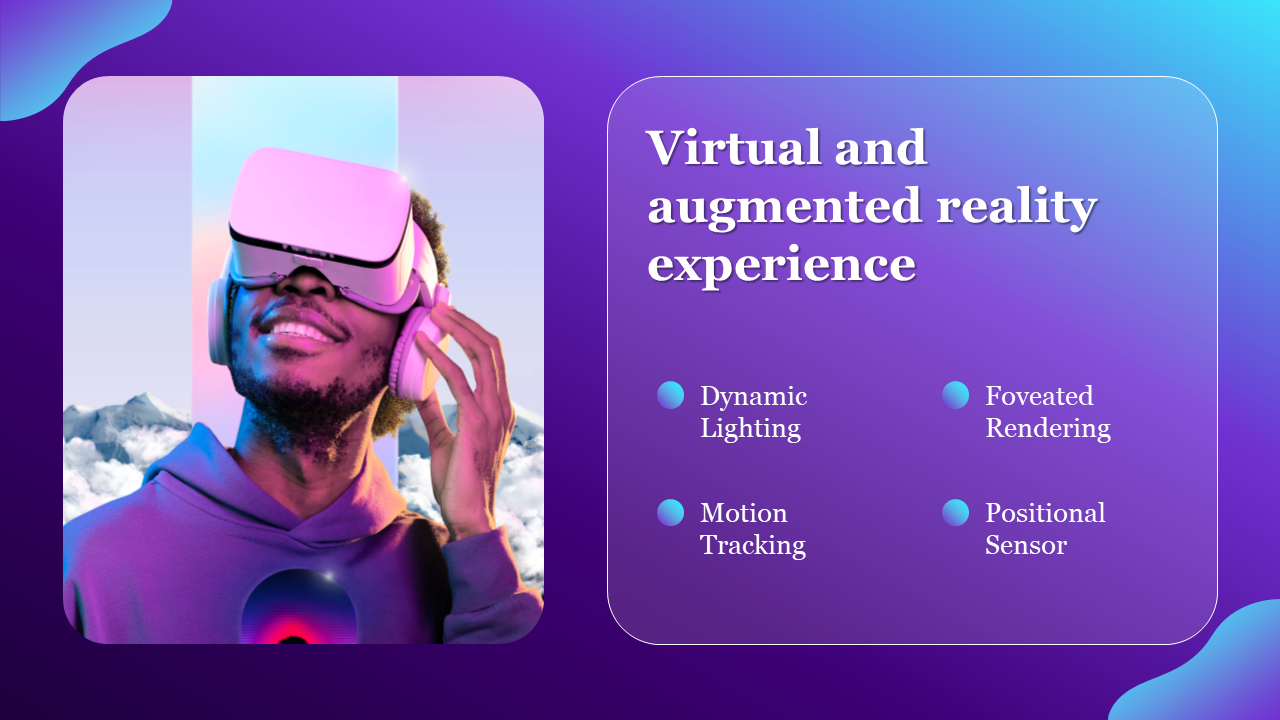 Virtual and
augmented reality
experience
Dynamic
Lighting
Foveated
Rendering
Motion
Tracking
Positional
Sensor